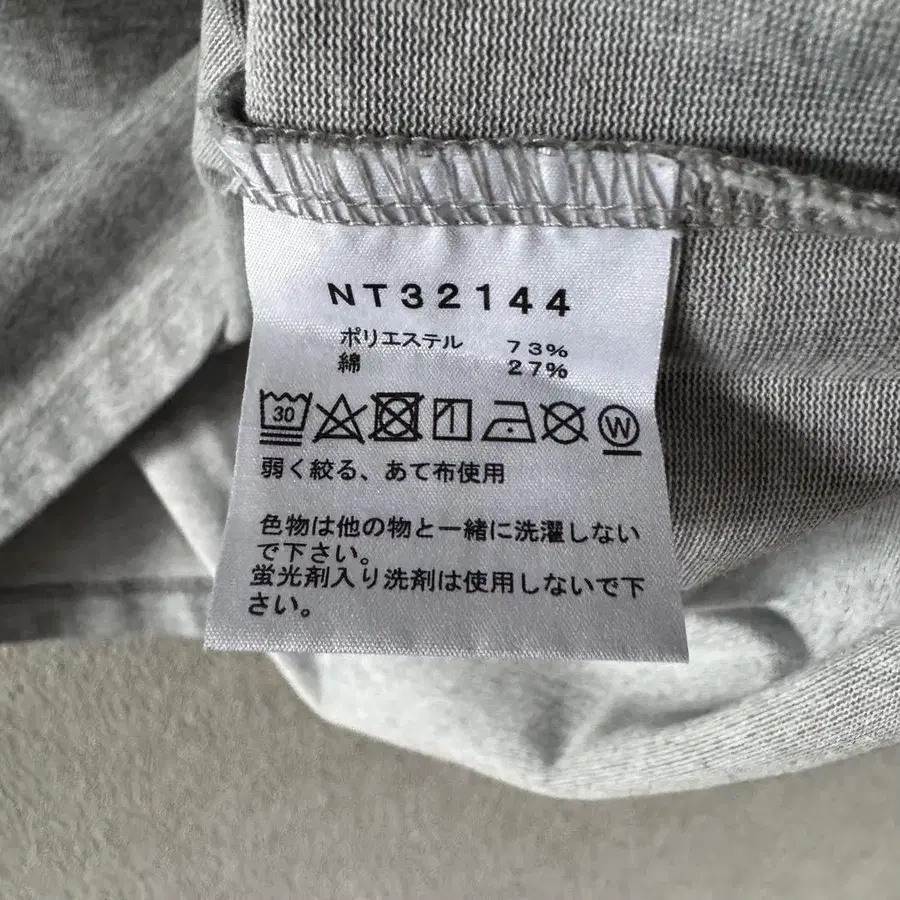 NT32144
ポリエステル 73%
綿 27%
30 W
弱く絞る、あて布使用
色物は他の物と一緒に洗濯しない
で下さい。
蛍光剤入り洗剤は使用しないで下
さい。